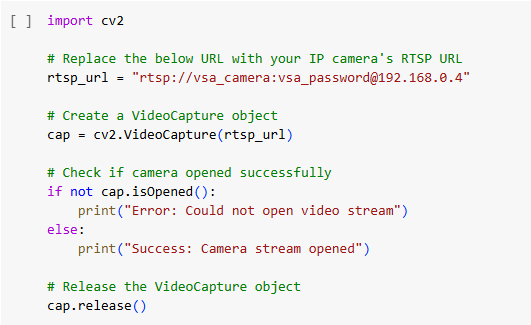 [ ] import cv2
# Replace the below URL with your IP camera's RTSP URL
rtsp_url = "rtsp://vsa_camera:vsa_password@192.168.0.4"
# Create a VideoCapture object
cap = cv2.VideoCapture(rtsp_url)
# Check if camera opened successfully
if not cap.isOpened():
    print("Error: Could not open video stream")
else:
    print("Success: Camera stream opened")
# Release the VideoCapture object
cap.release()